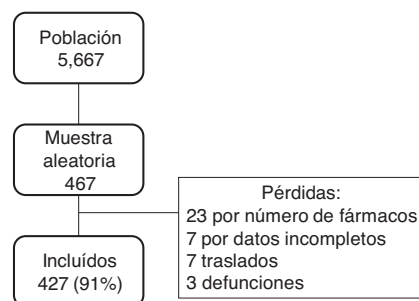 Población
5,667
Muestra
aleatoria
467
Pérdidas:
23 por número de fármacos
7 por datos incompletos
7 traslados
3 defunciones
Incluídos
427 (91%)